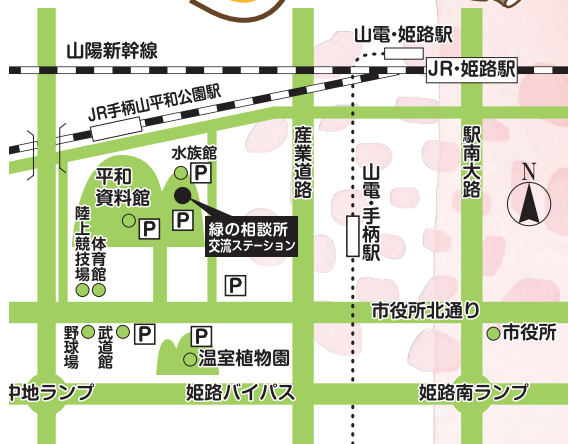 山電・姫路駅
山陽新幹線
JR・姫路駅
JR手柄山平和公園駅
産業道路
駅南大路
水族館
P
平和
資料館
P
P
緑の相談所
交流ステーション
山電・手柄駅
N
陸上競技場
体育館
P
市役所北通り
野球場
武道館
P
P
温室植物園
市役所
中地ランプ
姫路バイパス
姫路南ランプ